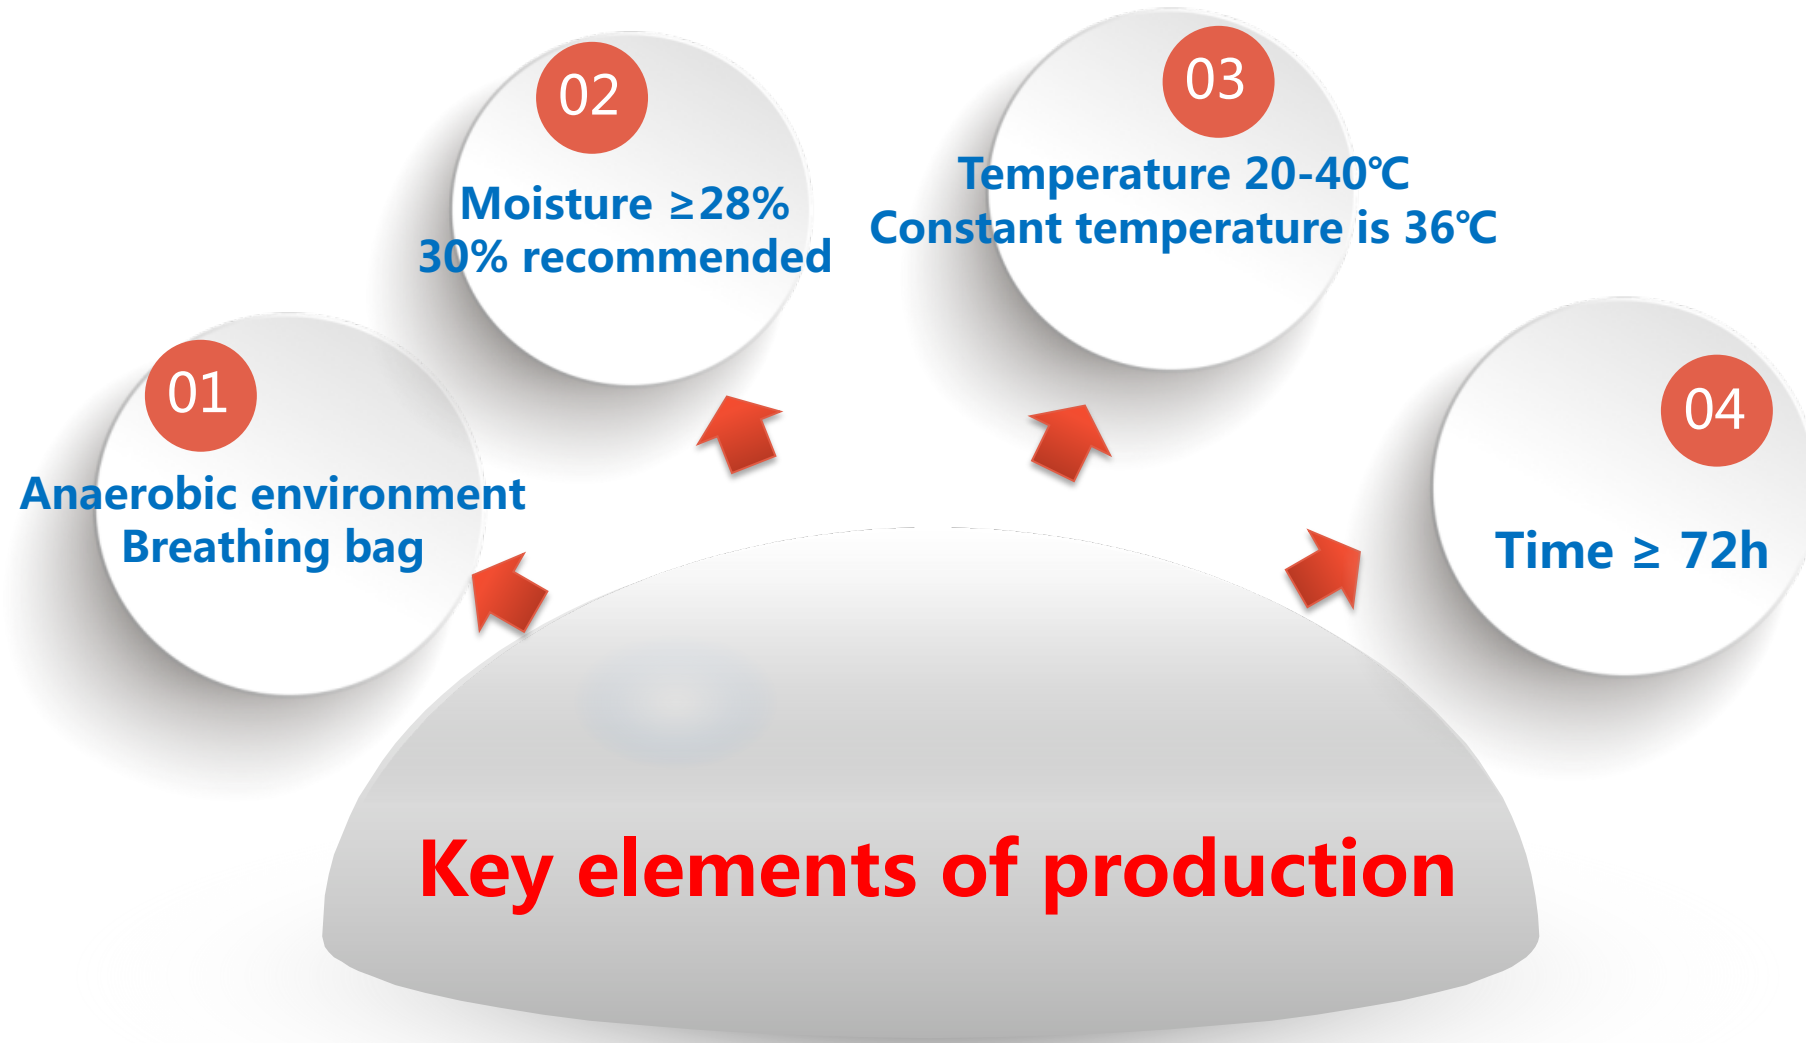 01
Anaerobic environment
Breathing bag
02
Moisture ≥28%
30% recommended
03
Temperature 20-40℃
Constant temperature is 36℃
04
Time ≥ 72h
Key elements of production